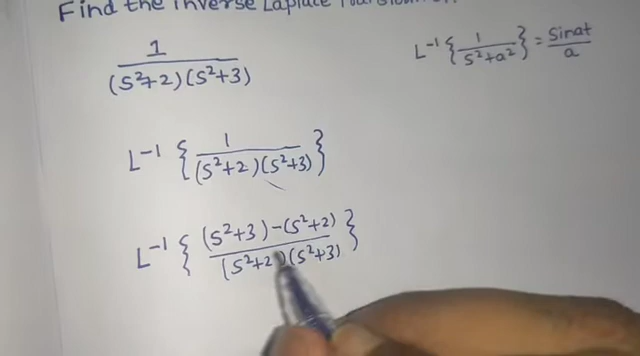 Find the Inverse Laplace
1/((S²+2)(S²+3))
L⁻¹{1/(S²+a²)} = Sinat/a
L⁻¹{1/((S²+2)(S²+3))}
L⁻¹{((S²+3)-(S²+2))/((S²+2)(S²+3))}